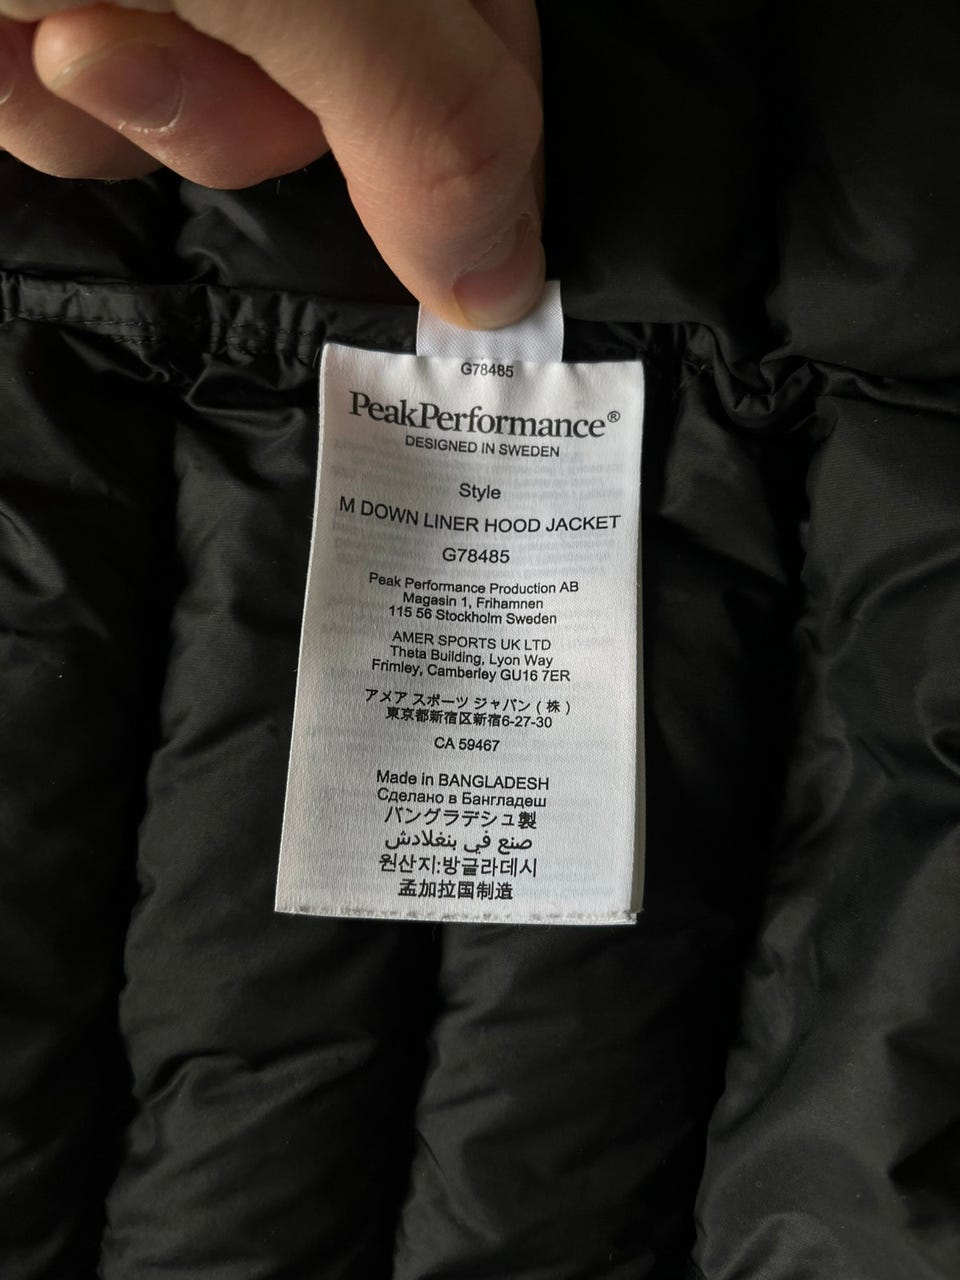 G78485
PeakPerformance®
DESIGNED IN SWEDEN
Style
M DOWN LINER HOOD JACKET
G78485
Peak Performance Production AB
Magasin 1, Frihamnen
115 56 Stockholm Sweden
AMER SPORTS UK LTD
Theta Building, Lyon Way
Frimley, Camberley GU16 7ER
アメア スポーツ ジャパン ( 株 )
東京都新宿区新宿6-27-30
CA 59467
Made in BANGLADESH
Сделано в Бангладеш
バングラデシュ製
صنع في بنغلادش
원산지:방글라데시
孟加拉国制造